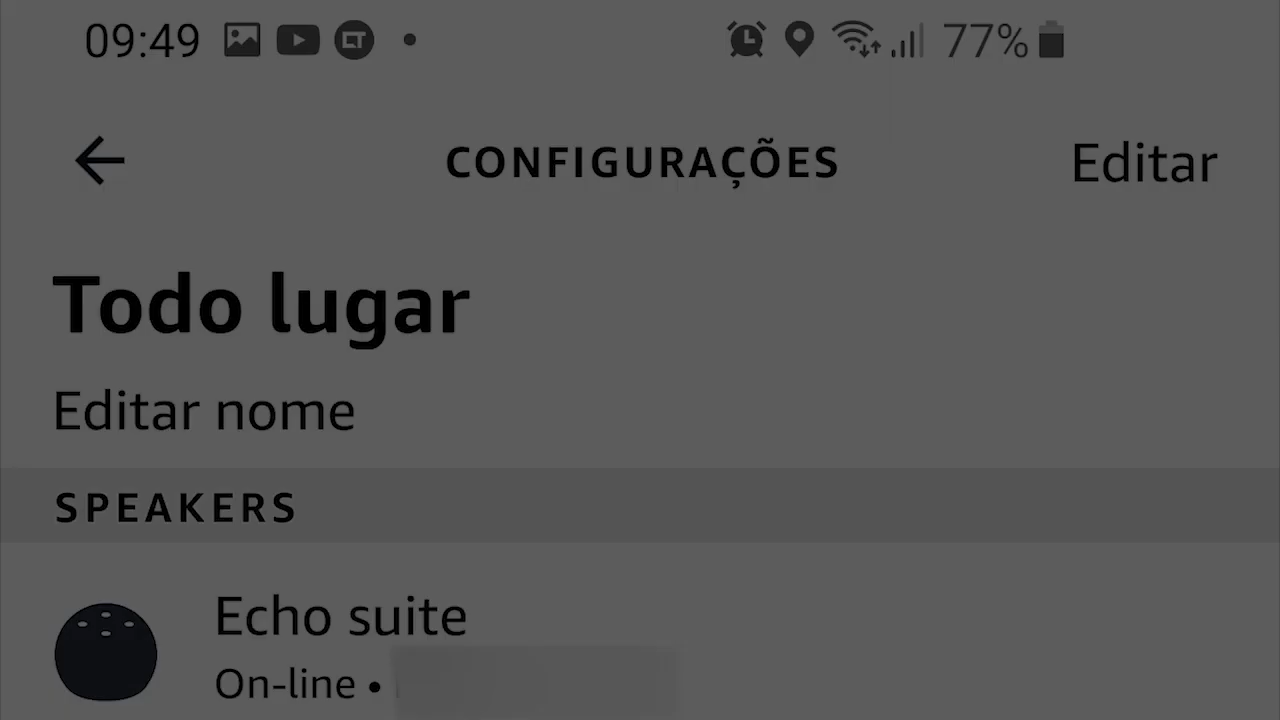 09:49 77%
CONFIGURAÇÕES Editar
Todo lugar
Editar nome
SPEAKERS
Echo suite
On-line •